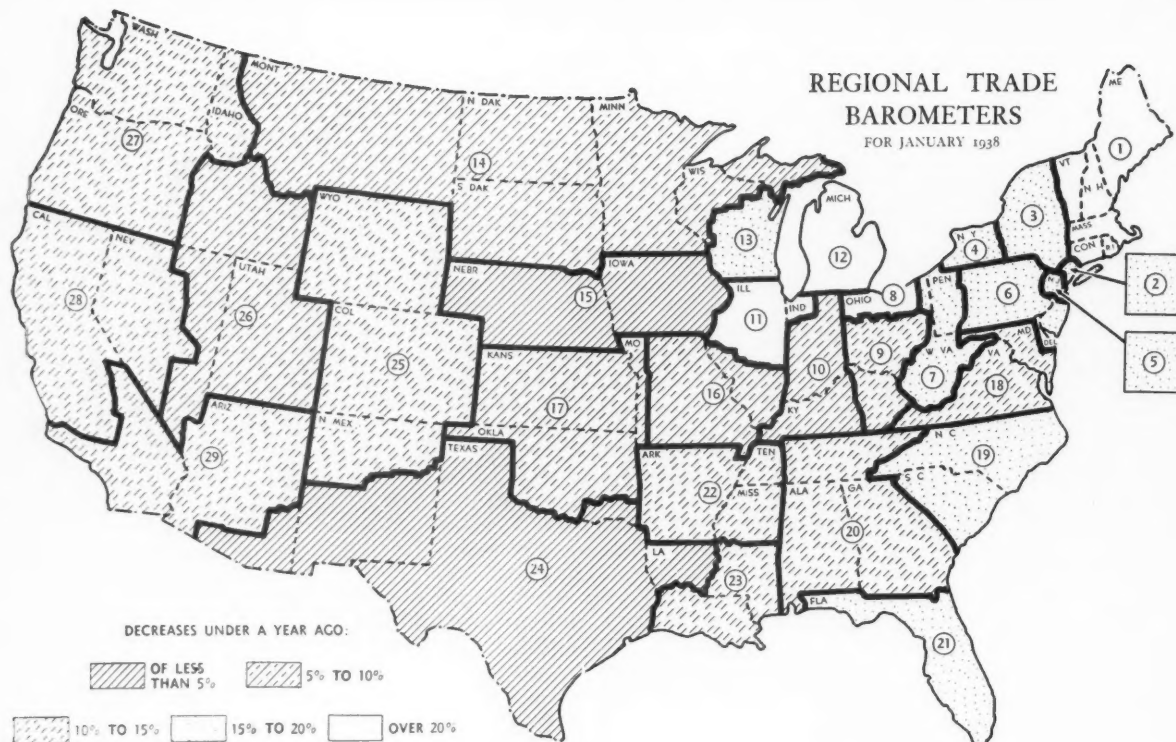 REGIONAL TRADE
BAROMETERS
FOR JANUARY 1938
WASH
MONT
N DAK
MINN
ME
ORE
IDAHO
27
14
S DAK
WIS
MICH
VT
1
N H
CAL
NEV
WYO
13
12
3
MASS
CON
R I
N Y
4
NEBR
IOWA
28
UTAH
26
15
ILL
11
IND
OHIO
8
PEN
6
2
COL
25
KANS
MO
9
MD
DEL
5
W VA
VA
7
18
17
16
10
KY
ARIZ
N
MEX
OKLA
TEXAS
29
ARK
TEN
N C
19
S C
22
MISS
ALA
GA
20
24
LA
23
FLA
21
DECREASES UNDER A YEAR AGO:
OF LESS
THAN 5%
5% TO 10%
10% TO 15%
15% TO 20%
OVER 20%